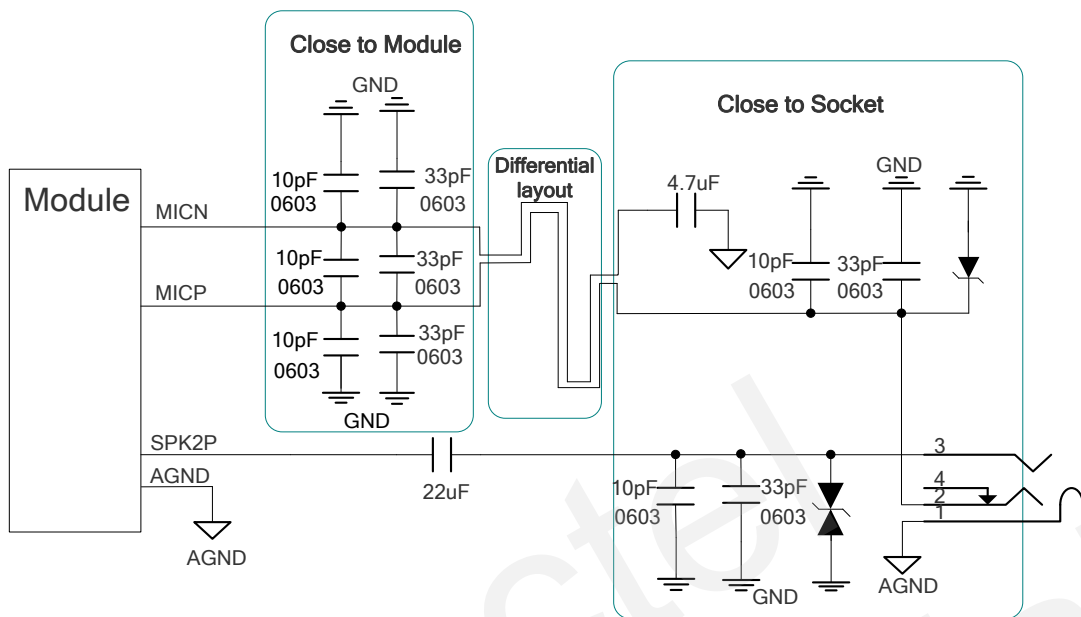 Close to Module
GND
10pF
0603
33pF
0603
Module
MICN
10pF
0603
33pF
0603
MICP
10pF
0603
33pF
0603
GND
Differential
layout
Close to Socket
4.7uF
GND
10pF
0603
33pF
0603
SPK2P
22uF
AGND
AGND
10pF
0603
33pF
0603
GND
3
4
2
1
AGND
ctel